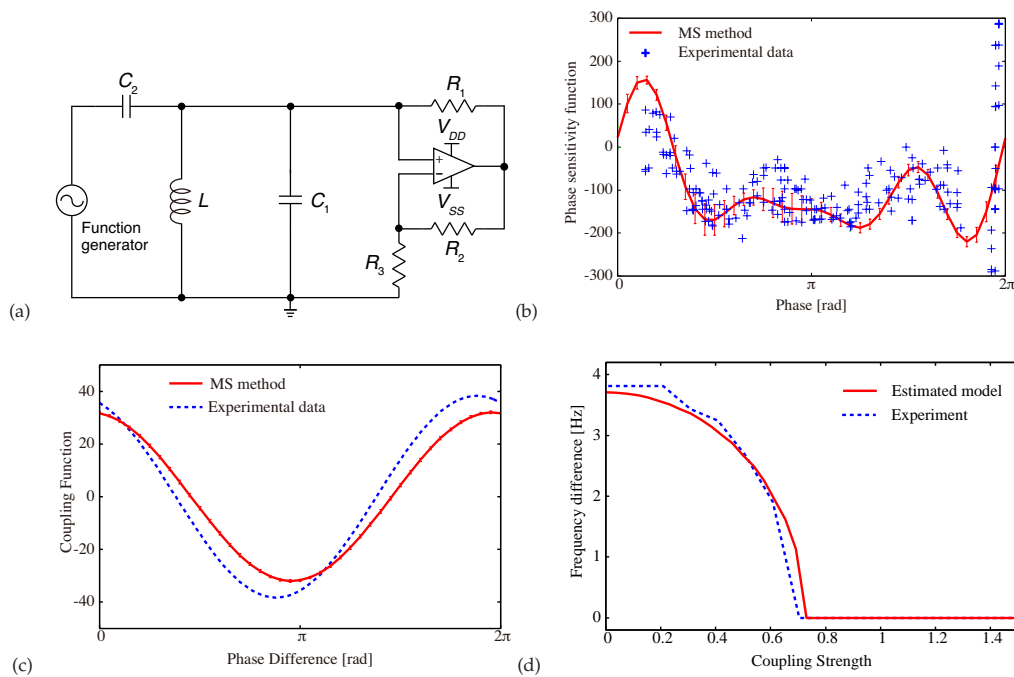 C2
R1
VDD
+
−
VSS
L
C1
Function
generator
R2
R3
(a)
300
200
100
0
-100
-200
-300
Phase sensitivity function
MS method
Experimental data
0
π
2π
Phase [rad]
(b)
40
20
0
-20
-40
Coupling Function
MS method
Experimental data
0
π
2π
Phase Difference [rad]
(c)
4
3
2
1
0
Frequency difference [Hz]
Estimated model
Experiment
0
0.2
0.4
0.6
0.8
1
1.2
1.4
Coupling Strength
(d)